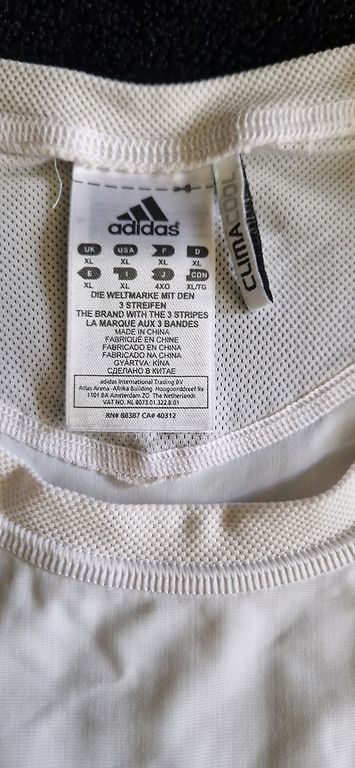 adidas®
UK USA F D
XL XL XL XL
E I J CDN
XL XL 4XO XL/TG
DIE WELTMARKE MIT DEN
3 STREIFEN
THE BRAND WITH THE 3 STRIPES
LA MARQUE AUX 3 BANDES
MADE IN CHINA
FABRIQUÉ EN CHINE
FABRICADO EN CHINA
FABRICADO NA CHINA
GYÁRTVA: KÍNA
СДЕЛАНО В КИТАЕ
adidas International Trading BV
Atlas Arena - Afrika Building Hoogoorddreef 9a
1101 BA Amsterdam ZO The Netherlands
VAT NO. NL 8073.01.322.B.01
RN# 88387 CA# 40312
CLIMACOOL